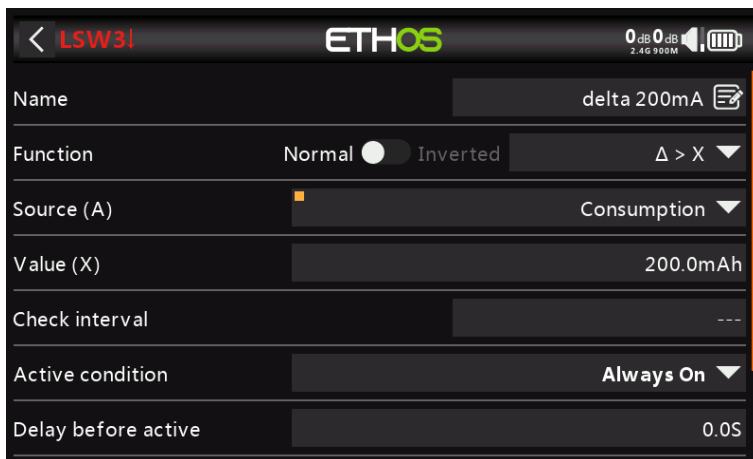 LSW3↓ ETHOS 0dB 0dB
2.4G 900M
Name delta 200mA
Function Normal Inverted Δ > X
Source (A) Consumption
Value (X) 200.0mAh
Check interval ---
Active condition Always On
Delay before active 0.0S